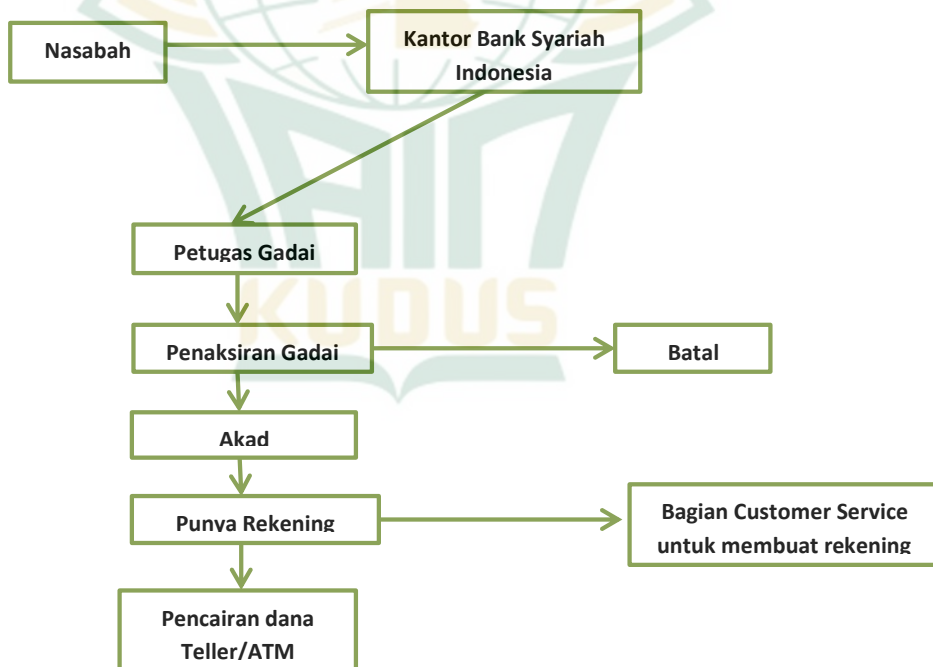 Nasabah
Kantor Bank Syariah
Indonesia
Petugas Gadai
KUDUS
Penaksiran Gadai
Batal
Akad
Punya Rekening
Bagian Customer Service
untuk membuat rekening
Pencairan dana
Teller/ATM